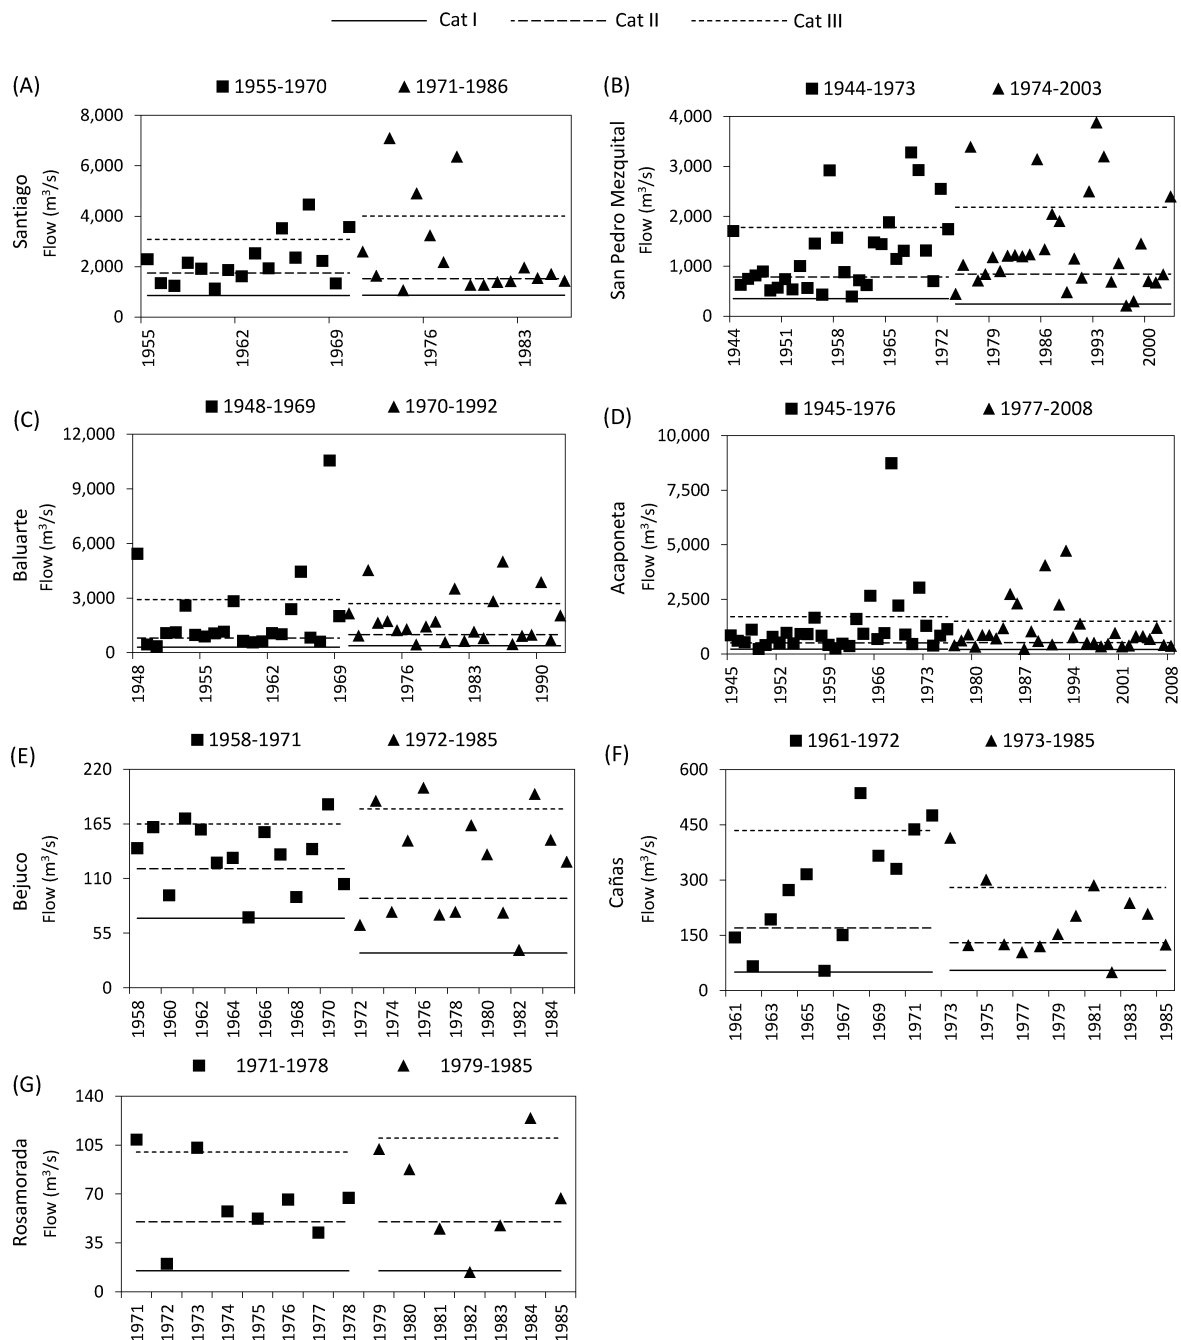 Cat I Cat II Cat III
(A) 1955-1970 1971-1986
Santiago
Flow (m³/s)
8,000
6,000
4,000
2,000
0
1955 1962 1969 1976 1983
(B) 1944-1973 1974-2003
San Pedro Mezquital
Flow (m³/s)
4,000
3,000
2,000
1,000
0
1944 1951 1958 1965 1972 1979 1986 1993 2000
(C) 1948-1969 1970-1992
Baluarte
Flow (m³/s)
12,000
9,000
6,000
3,000
0
1948 1955 1962 1969 1976 1983 1990
(D) 1945-1976 1977-2008
Acaponeta
Flow (m³/s)
10,000
7,500
5,000
2,500
0
1945 1952 1959 1966 1973 1980 1987 1994 2001 2008
(E) 1958-1971 1972-1985
Bejuco
Flow (m³/s)
220
165
110
55
0
1958 1960 1962 1964 1966 1968 1970 1972 1974 1976 1978 1980 1982 1984
(F) 1961-1972 1973-1985
Cañas
Flow (m³/s)
600
450
300
150
0
1961 1963 1965 1967 1969 1971 1973 1975 1977 1979 1981 1983 1985
(G) 1971-1978 1979-1985
Rosamorada
Flow (m³/s)
140
105
70
35
0
1971 1972 1973 1974 1975 1976 1977 1978 1979 1980 1981 1982 1983 1984 1985